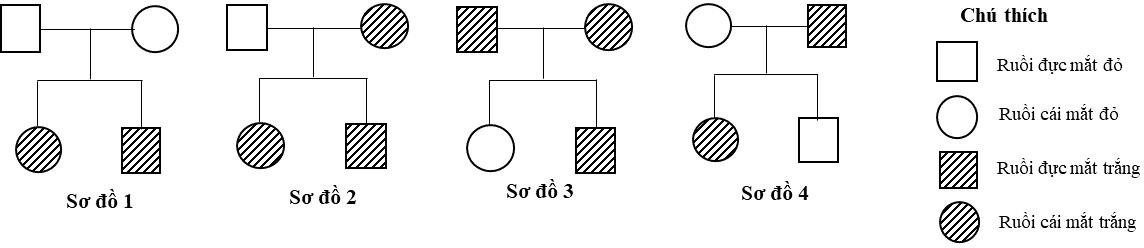 Chú thích
Ruồi đực mắt đỏ
Ruồi cái mắt đỏ
Ruồi đực mắt trắng
Ruồi cái mắt trắng
Sơ đồ 1
Sơ đồ 2
Sơ đồ 3
Sơ đồ 4